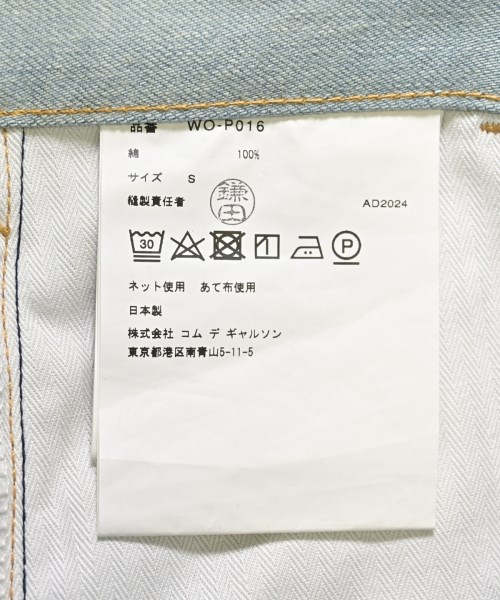 品番 WO-P016
綿 100%
サイズ S
縫製責任者 鎌田 AD2024
30 P
ネット使用 あて布使用
日本製
株式会社 コム デ ギャルソン
東京都港区南青山5-11-5